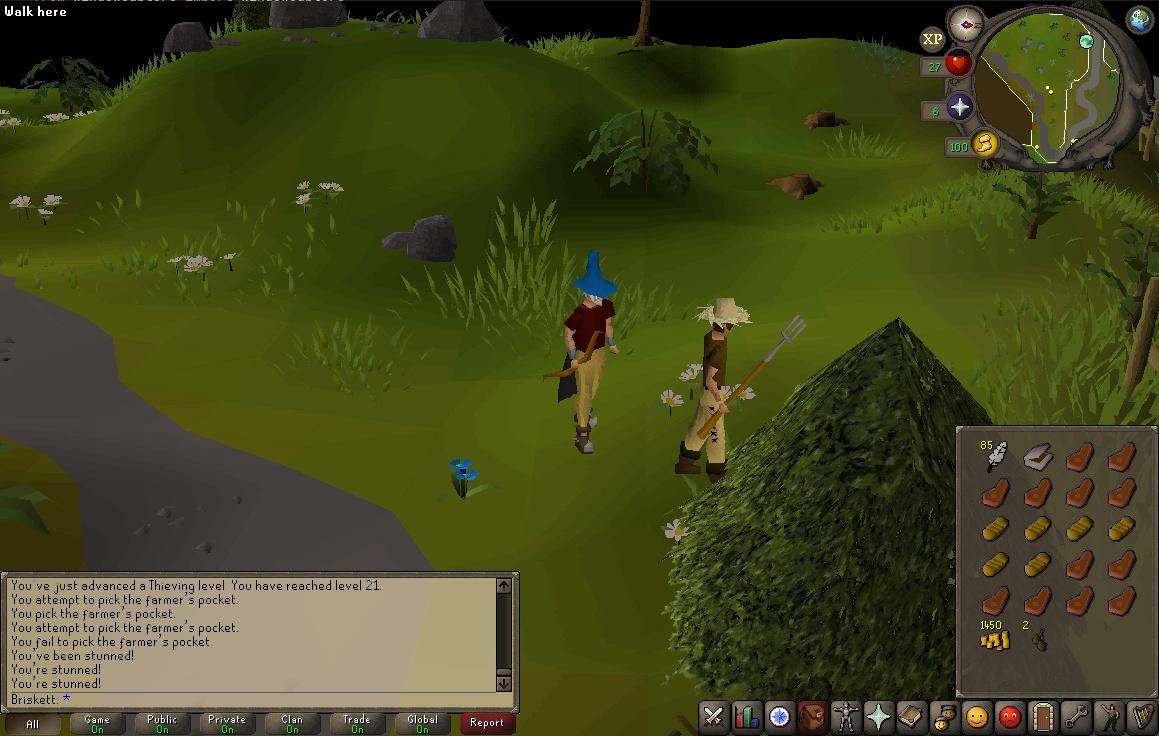 Walk here
XP
27
6
100
85
1450
2
You've just advanced a Thieving level. You have reached level 21.
You attempt to pick the farmer's pocket.
You pick the farmer's pocket.
You attempt to pick the farmer's pocket.
You fail to pick the farmer's pocket.
You've been stunned!
You're stunned!
You're stunned!
Briskett: *
All
Game On
Public On
Private On
Clan On
Trade On
Global On
Report